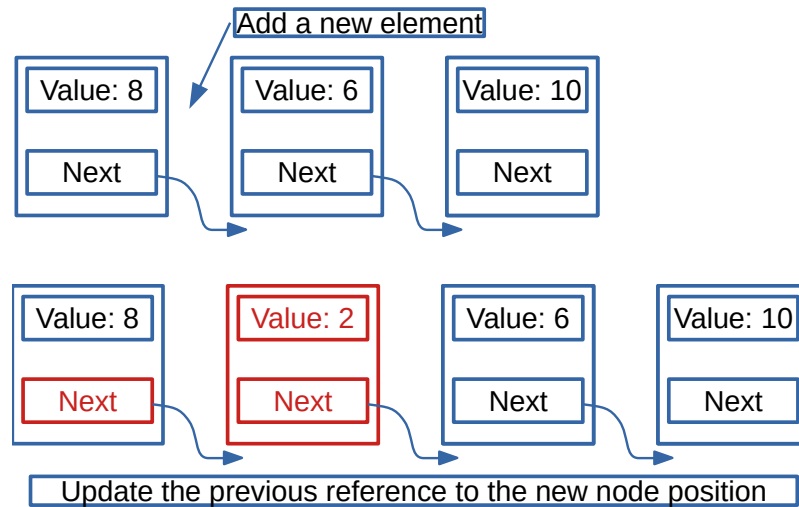 Add a new element
Value: 8
Value: 6
Value: 10
Next
Next
Next
Value: 8
Value: 2
Value: 6
Value: 10
Next
Next
Next
Next
Update the previous reference to the new node position